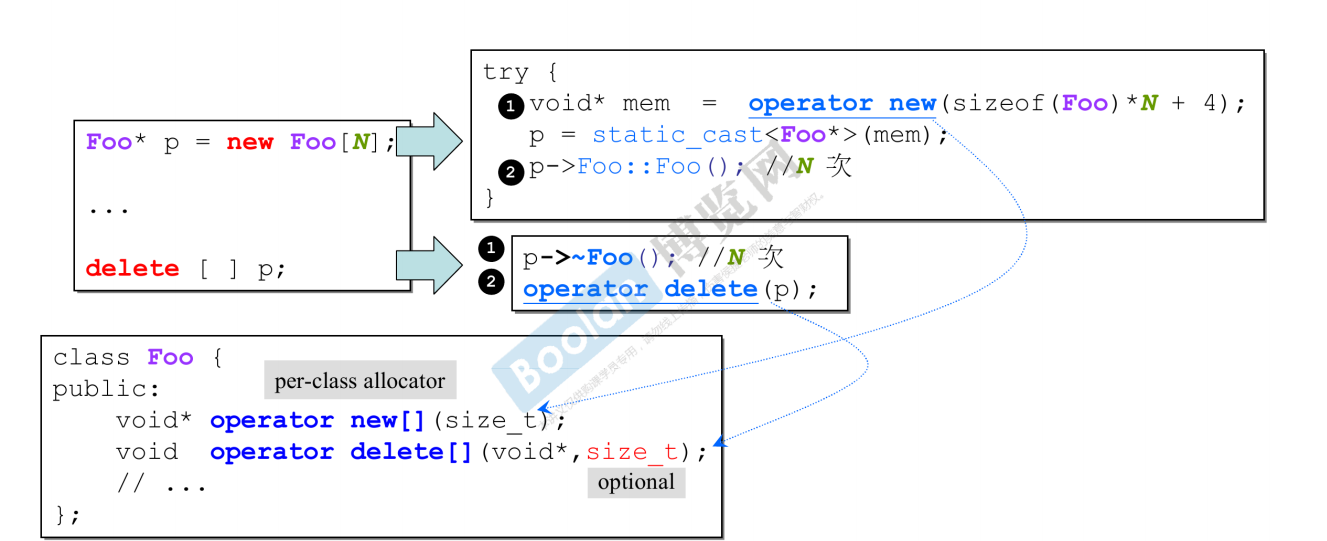 Foo* p = new Foo[N];
...
delete [ ] p;
try {
❶ void* mem = operator new(sizeof(Foo)*N + 4);
p = static_cast<Foo*>(mem);
❷ p->Foo::Foo(); //N 次
}
❶ p->~Foo(); //N 次
❷ operator delete(p);
class Foo {
public:
per-class allocator
void* operator new[](size_t);
void operator delete[](void*,size_t);
// ...
optional
};
Boolan 博览网